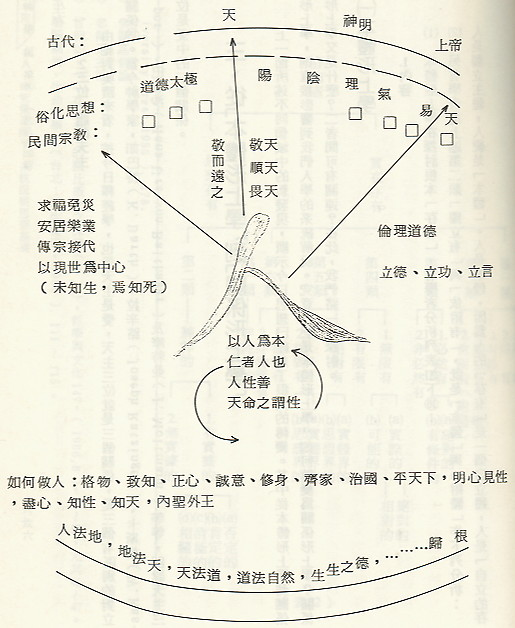 天
神明
上帝
古代：
道德太極
陽
陰
理
氣
易
天
俗化思想：
民間宗教：
敬而遠之
敬天
順天
畏天
求福免災
安居樂業
傳宗接代
以現世爲中心
（未知生，焉知死）
倫理道德
立德、立功、立言
以人爲本
仁者人也
人性善
天命之謂性
如何做人：格物、致知、正心、誠意、修身、齊家、治國、平天下，明心見性
，盡心、知性、知天，內聖外王
人法地，地法天，天法道，道法自然，生生之德，………歸根